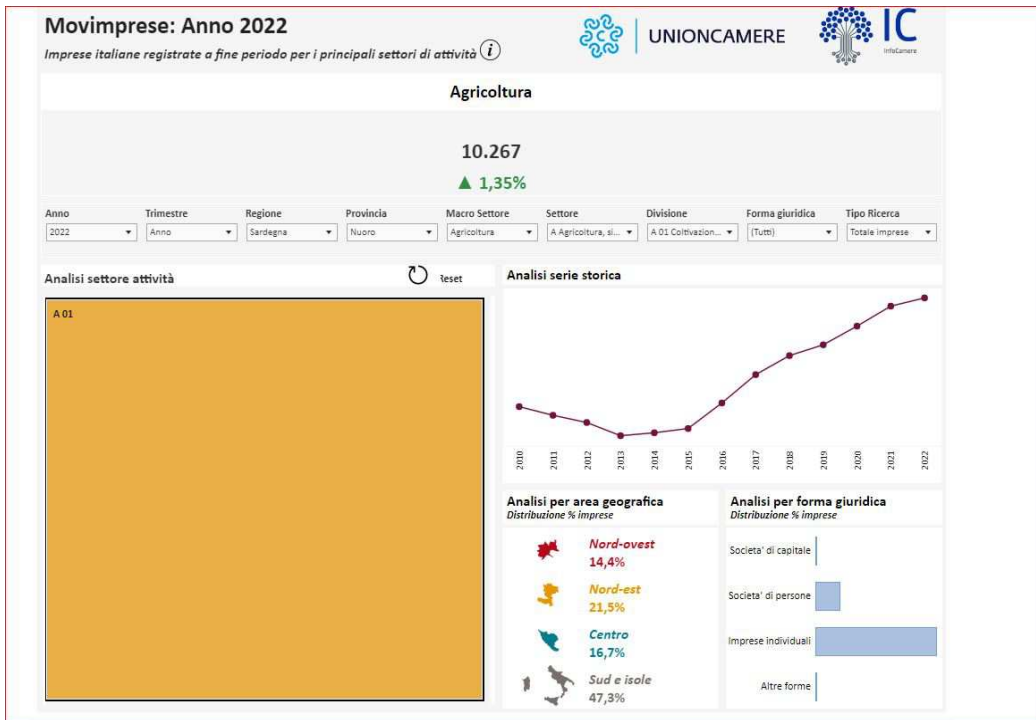 Movimprese: Anno 2022
Imprese italiane registrate a fine periodo per i principali settori di attività i
UNIONCAMERE
IC
InfoCamere
Agricoltura
10.267
▲ 1,35%
Anno Trimestre Regione Provincia Macro Settore Settore Divisione Forma giuridica Tipo Ricerca
2022 Anno Sardegna Nuoro Agricoltura A Agricoltura, si... A 01 Coltivazion... (Tutti) Totale imprese
Analisi settore attività
Reset
A 01
Analisi serie storica
2010 2011 2012 2013 2014 2015 2016 2017 2018 2019 2020 2021 2022
Analisi per area geografica
Distribuzione % imprese
Nord-ovest
14,4%
Nord-est
21,5%
Centro
16,7%
Sud e isole
47,3%
Analisi per forma giuridica
Distribuzione % imprese
Societa' di capitale
Societa' di persone
Imprese individuali
Altre forme